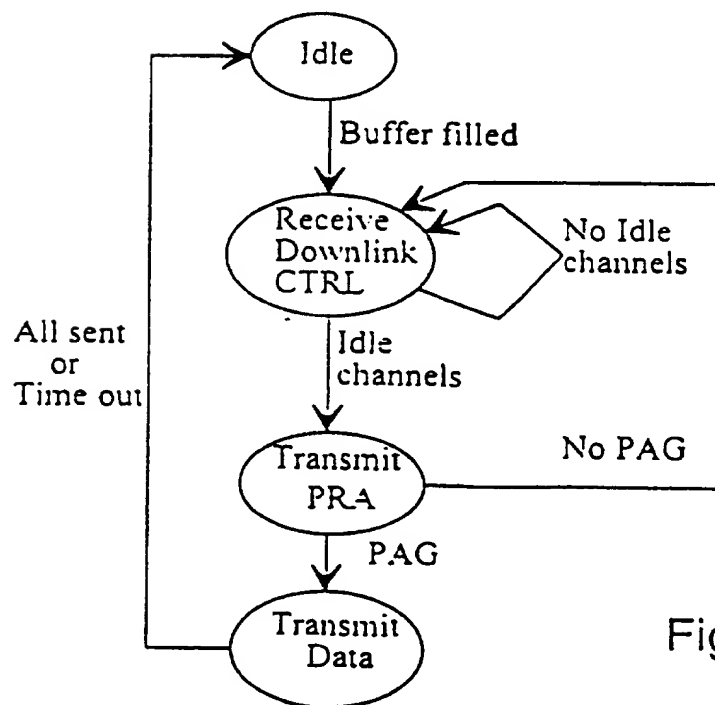 Idle
Buffer filled
Receive
Downlink
CTRL
No Idle
channels
All sent
or
Time out
Idle
channels
Transmit
PRA
No PAG
PAG
Transmit
Data
Fig